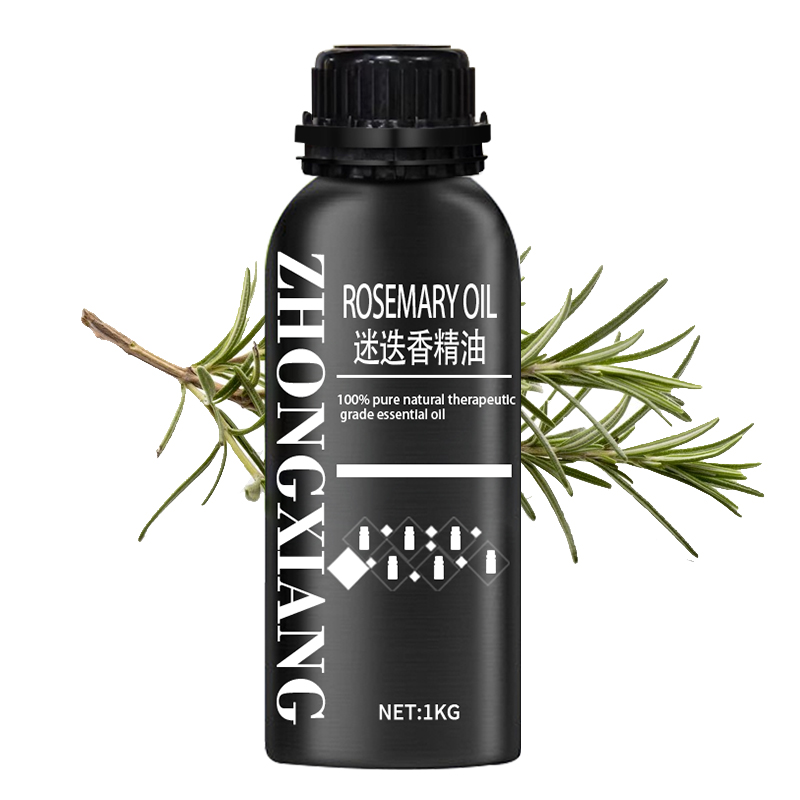 ZHONGXIANG
ROSEMARY OIL
迷迭香精油
100% pure natural therapeutic
grade essential oil
NET:1KG